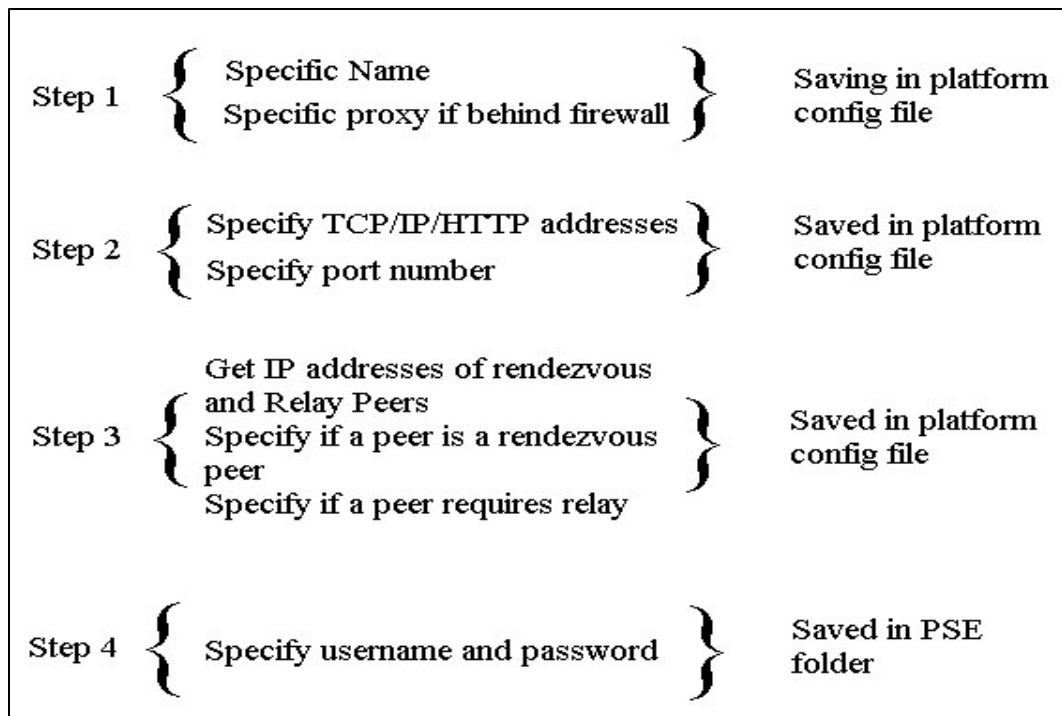 Step 1
Specific Name
Specific proxy if behind firewall
Saving in platform
config file
Step 2
Specify TCP/IP/HTTP addresses
Specify port number
Saved in platform
config file
Step 3
Get IP addresses of rendezvous
and Relay Peers
Specify if a peer is a rendezvous
peer
Specify if a peer requires relay
Saved in platform
config file
Step 4
Specify username and password
Saved in PSE
folder